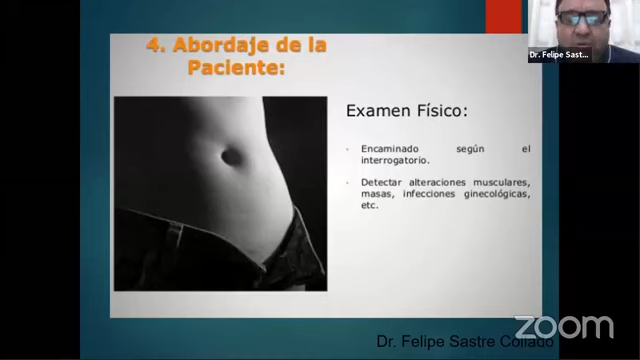 4. Abordaje de la
Paciente:
Examen Físico:
Encaminado según el
interrogatorio.
Detectar alteraciones musculares,
masas, infecciones ginecológicas,
etc.
Dr. Felipe Sast...
zoom
Dr. Felipe Sastre Collado